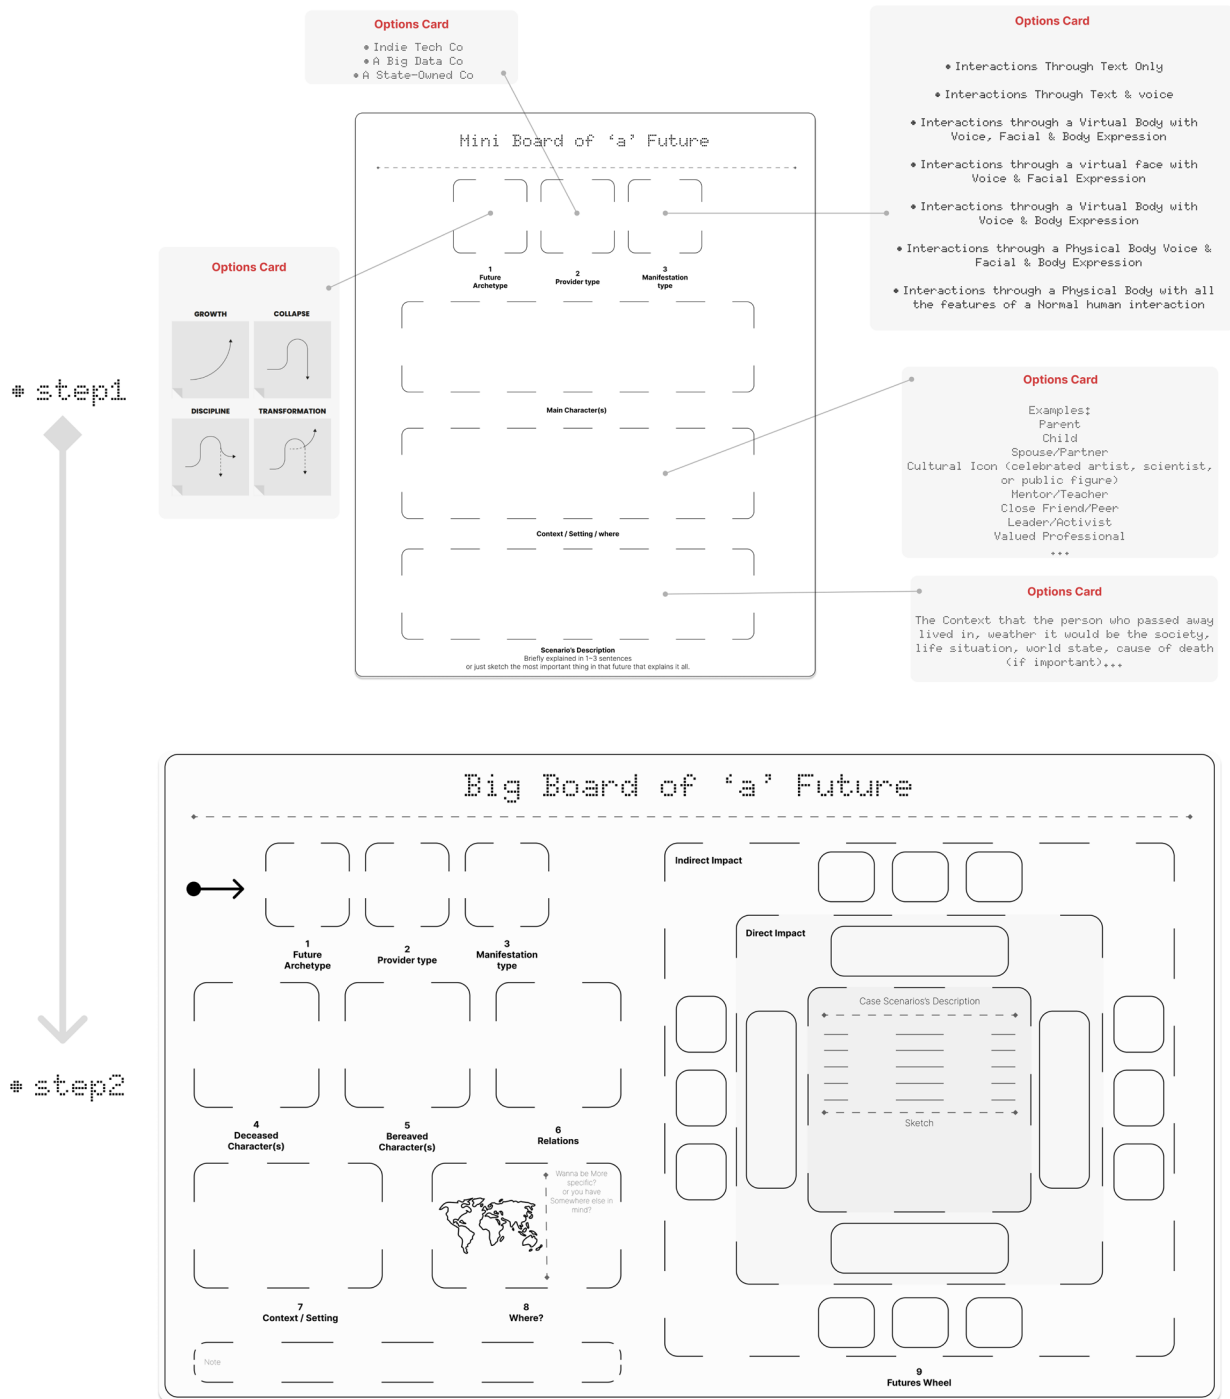 Options Card
• Indie Tech Co
• A Big Data Co
• A State-Owned Co
Options Card
• Interactions Through Text Only
• Interactions Through Text & voice
• Interactions through a Virtual Body with
Voice, Facial & Body Expression
• Interactions through a virtual face with
Voice & Facial Expression
• Interactions through a Virtual Body with
Voice & Body Expression
• Interactions through a Physical Body Voice &
Facial & Body Expression
• Interactions through a Physical Body with all
the features of a Normal human interaction
Mini Board of ‘a’ Future
1
Future
Archetype
2
Provider type
3
Manifestation
type
Options Card
GROWTH
COLLAPSE
DISCIPLINE
TRANSFORMATION
• step1
Main Character(s)
Context / Setting / where
Scenario's Description
Briefly explained in 1–3 sentences
or just sketch the most important thing in that future that explains it all.
Options Card
Examples:
Parent
Child
Spouse/Partner
Cultural Icon (celebrated artist, scientist,
or public figure)
Mentor/Teacher
Close Friend/Peer
Leader/Activist
Valued Professional
...
Options Card
The Context that the person who passed away
lived in, weather it would be the society,
life situation, world state, cause of death
(if important)...
• step2
Big Board of ‘a’ Future
1
Future
Archetype
2
Provider type
3
Manifestation
type
4
Deceased
Character(s)
5
Bereaved
Character(s)
6
Relations
Wanna be More
specific?
or you have
Somewhere else in
mind?
7
Context / Setting
8
Where?
Note
Indirect Impact
Direct Impact
Case Scenarios's Description
Sketch
9
Futures Wheel